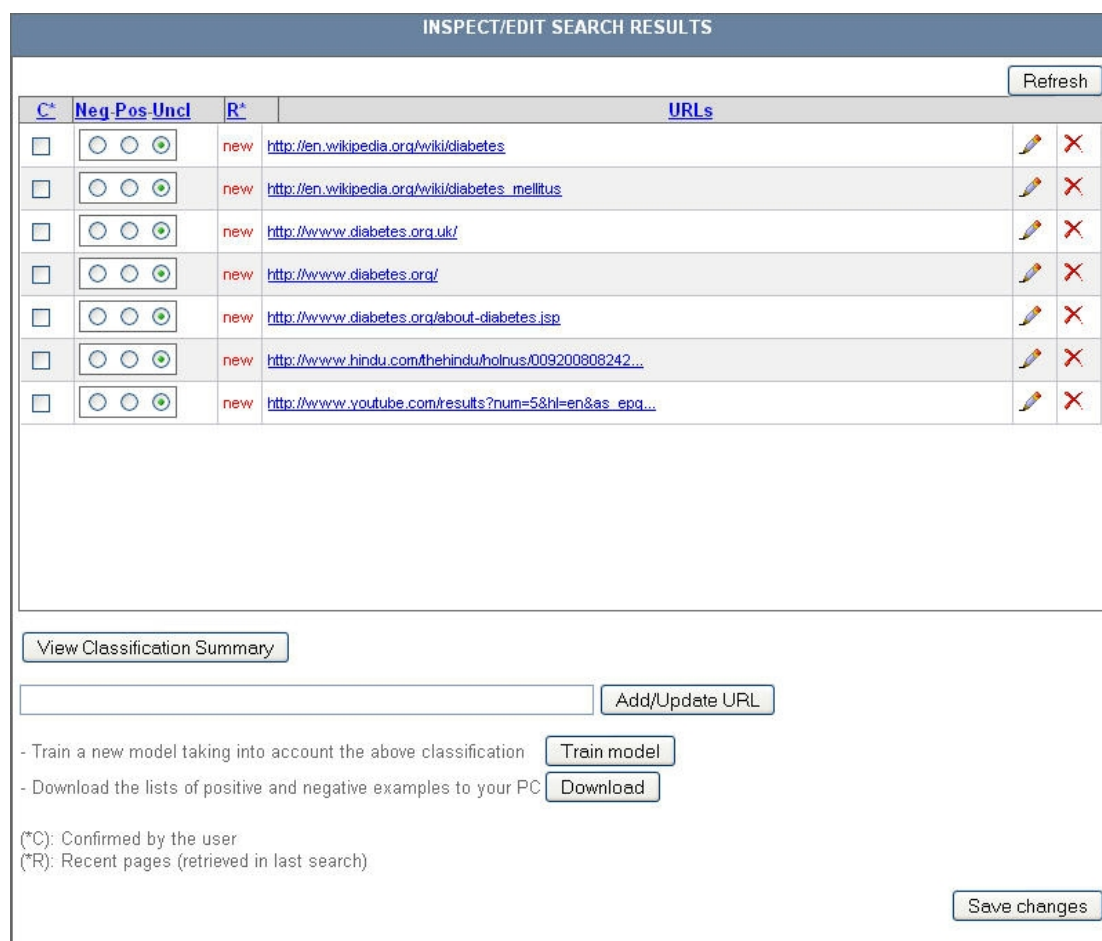 INSPECT/EDIT SEARCH RESULTS
Refresh
C* Neg-Pos-Uncl R* URLs
new http://en.wikipedia.org/wiki/diabetes
new http://en.wikipedia.org/wiki/diabetes_mellitus
new http://www.diabetes.org.uk/
new http://www.diabetes.org/
new http://www.diabetes.org/about-diabetes.jsp
new http://www.hindu.com/thehindu/holnus/009200808242...
new http://www.youtube.com/results?num=5&hl=en&as_epq...
View Classification Summary
Add/Update URL
- Train a new model taking into account the above classification Train model
- Download the lists of positive and negative examples to your PC Download
(*C): Confirmed by the user
(*R): Recent pages (retrieved in last search)
Save changes